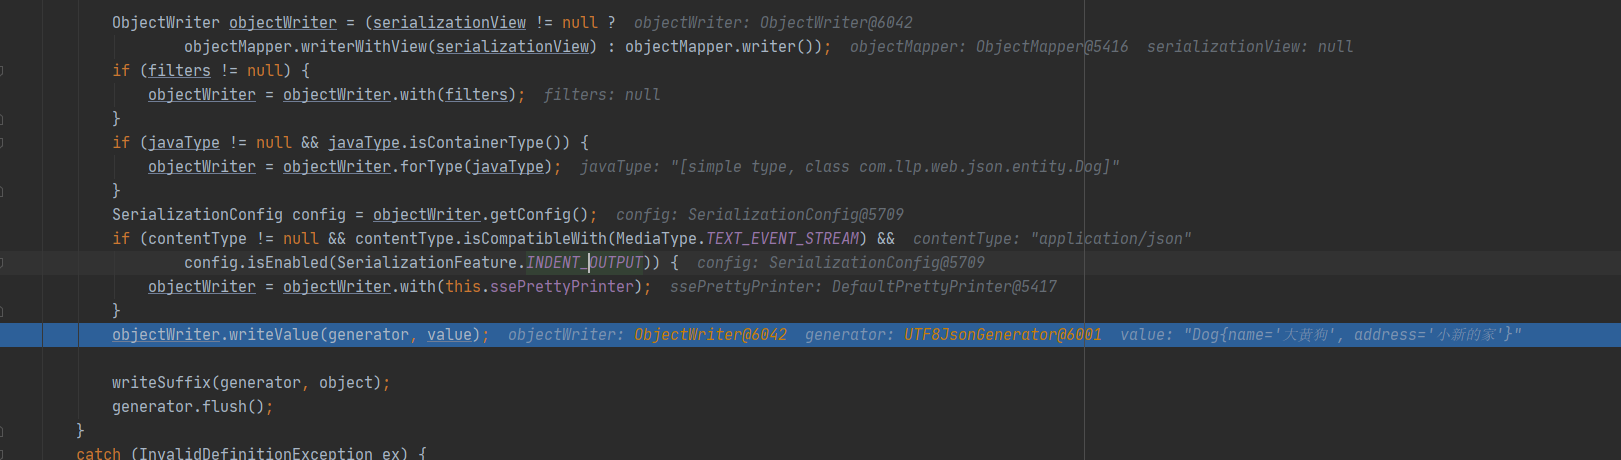 ObjectWriter objectWriter = (serializationView != null ?  objectWriter: ObjectWriter@6042
objectMapper.writerWithView(serializationView) : objectMapper.writer());  objectMapper: ObjectMapper@5416  serializationView: null
if (filters != null) {
objectWriter = objectWriter.with(filters);  filters: null
}
if (javaType != null && javaType.isContainerType()) {
objectWriter = objectWriter.forType(javaType);  javaType: "[simple type, class com.llp.web.json.entity.Dog]"
}
SerializationConfig config = objectWriter.getConfig();  config: SerializationConfig@5709
if (contentType != null && contentType.isCompatibleWith(MediaType.TEXT_EVENT_STREAM) &&  contentType: "application/json"
config.isEnabled(SerializationFeature.INDENT_OUTPUT)) {  config: SerializationConfig@5709
objectWriter = objectWriter.with(this.ssePrettyPrinter);  ssePrettyPrinter: DefaultPrettyPrinter@5417
}
objectWriter.writeValue(generator, value);  objectWriter: ObjectWriter@6042  generator: UTF8JsonGenerator@6001  value: "Dog{name='大黄狗', address='小新的家'}"
writeSuffix(generator, object);
generator.flush();
}
catch (InvalidDefinitionException ex) {